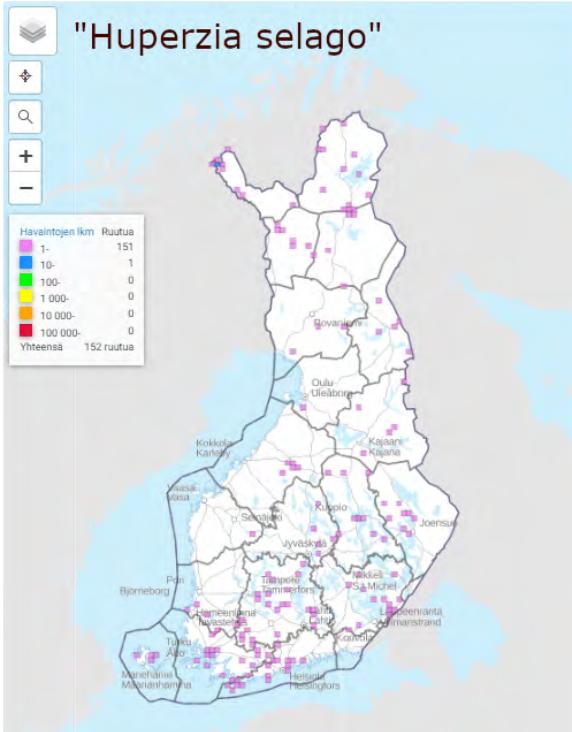 "Huperzia selago"
+
−
Havaintojen lkm Ruutua
1- 151
10- 1
100- 0
1 000- 0
10 000- 0
100 000- 0
Yhteensä 152 ruutua
Rovaniemi
Oulu
Uleåborg
Kajaani
Kajana
Kokkola
Karleby
Vaasa
Vasa
Seinäjoki
Kuopio
Joensuu
Jyväskylä
Pori
Björneborg
Tampere
Tammerfors
Mikkeli
S:t Michel
Hämeenlinna
Tavastehus
Lahti
Lahtis
Lappeenranta
Villmanstrand
Kouvola
Turku
Åbo
Helsinki
Helsingfors
Mariehamn
Maarianhamina